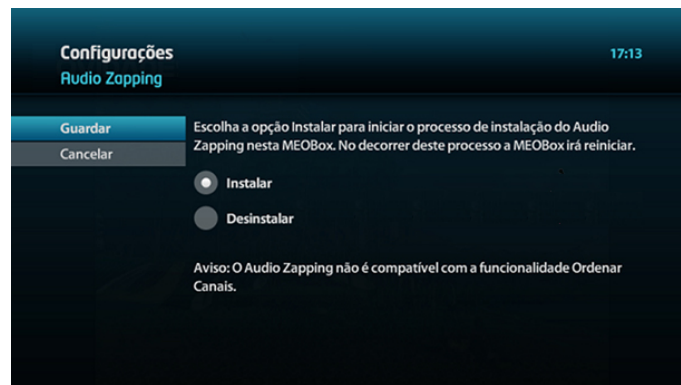 Configurações
17:13
Audio Zapping
Guardar
Cancelar
Escolha a opção Instalar para iniciar o processo de instalação do Audio
Zapping nesta MEOBox. No decorrer deste processo a MEOBox irá reiniciar.
Instalar
Desinstalar
Aviso: O Audio Zapping não é compatível com a funcionalidade Ordenar
Canais.